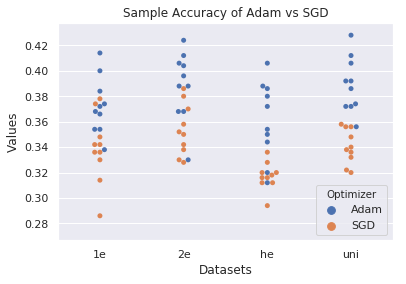 Sample Accuracy of Adam vs SGD
Values
0.42
0.40
0.38
0.36
0.34
0.32
0.30
0.28
1e
2e
he
uni
Datasets
Optimizer
Adam
SGD